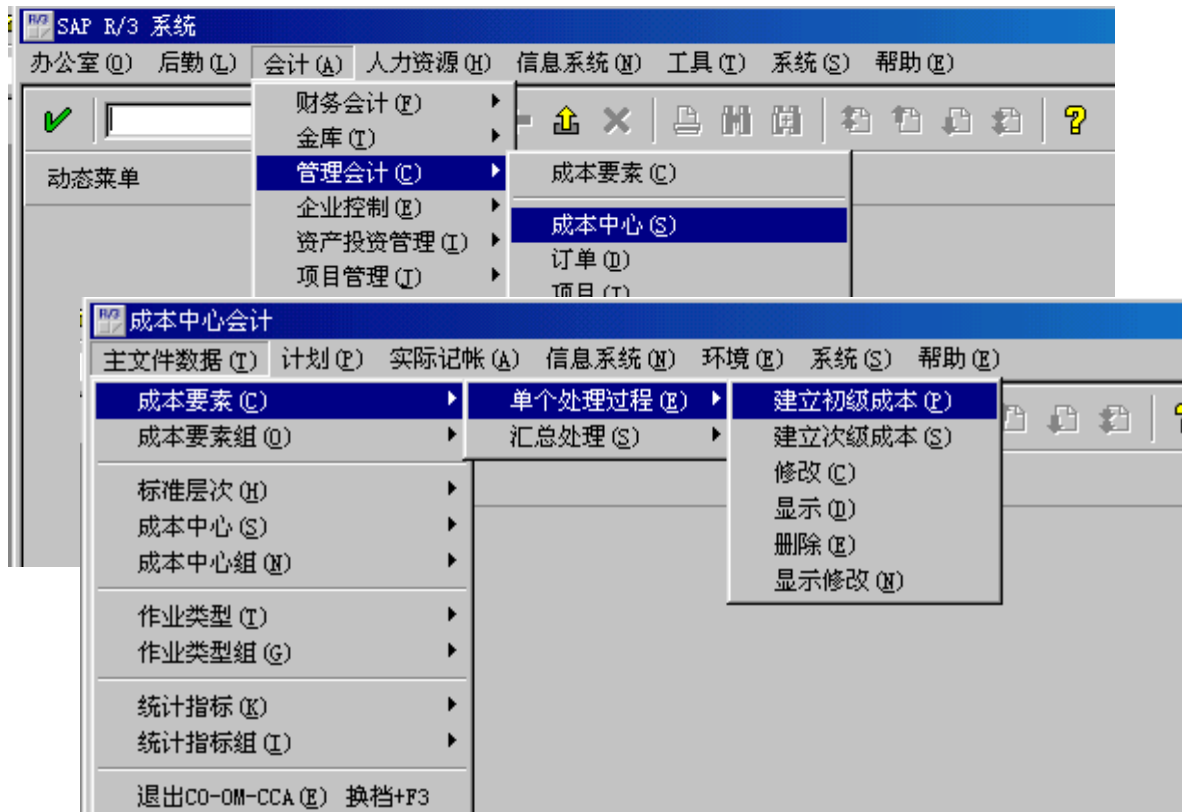 R/3 SAP R/3 系统
办公室(O) 后勤(L) 会计(A) 人力资源(H) 信息系统(N) 工具(T) 系统(S) 帮助(E)
财务会计(F)
金库(T)
动态菜单 管理会计(C) 成本要素(C)
企业控制(E)
成本中心(S)
资产投资管理(I)
订单(D)
项目管理(J)
项目(T)
R/3 成本中心会计
主文件数据(T) 计划(P) 实际记帐(A) 信息系统(N) 环境(E) 系统(S) 帮助(E)
成本要素(C) 单个处理过程(E) 建立初级成本(P)
成本要素组(O) 汇总处理(S) 建立次级成本(S)
修改(C)
标准层次(H)
显示(D)
成本中心(S)
删除(E)
成本中心组(N)
显示修改(N)
作业类型(T)
作业类型组(G)
统计指标(K)
统计指标组(I)
退出CO-OM-CCA(E) 换档+F3